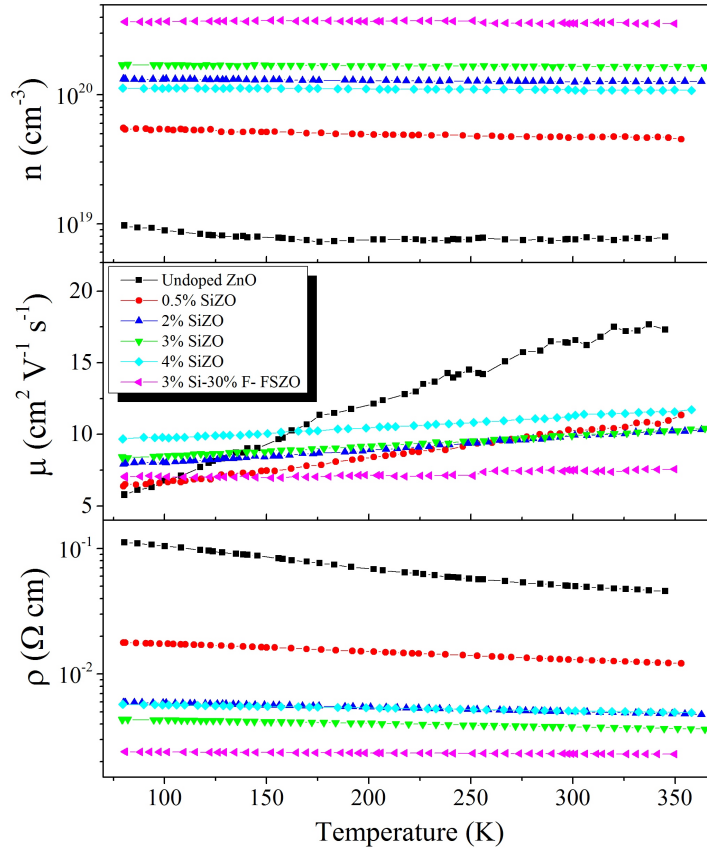 n (cm⁻³)
10²⁰
10¹⁹
μ (cm² V⁻¹ s⁻¹)
20
15
10
5
Undoped ZnO
0.5% SiZO
2% SiZO
3% SiZO
4% SiZO
3% Si-30% F- FSZO
ρ (Ω cm)
10⁻¹
10⁻²
100 150 200 250 300 350
Temperature (K)